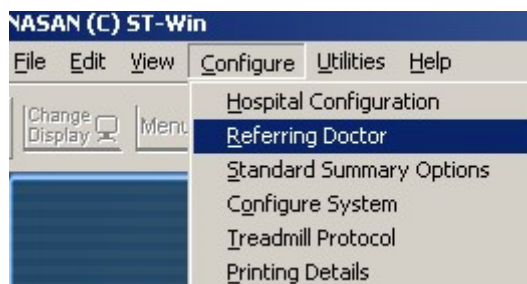 NASAN (C) ST-Win
File Edit View Configure Utilities Help
Change Display Menu
Hospital Configuration
Referring Doctor
Standard Summary Options
Configure System
Treadmill Protocol
Printing Details